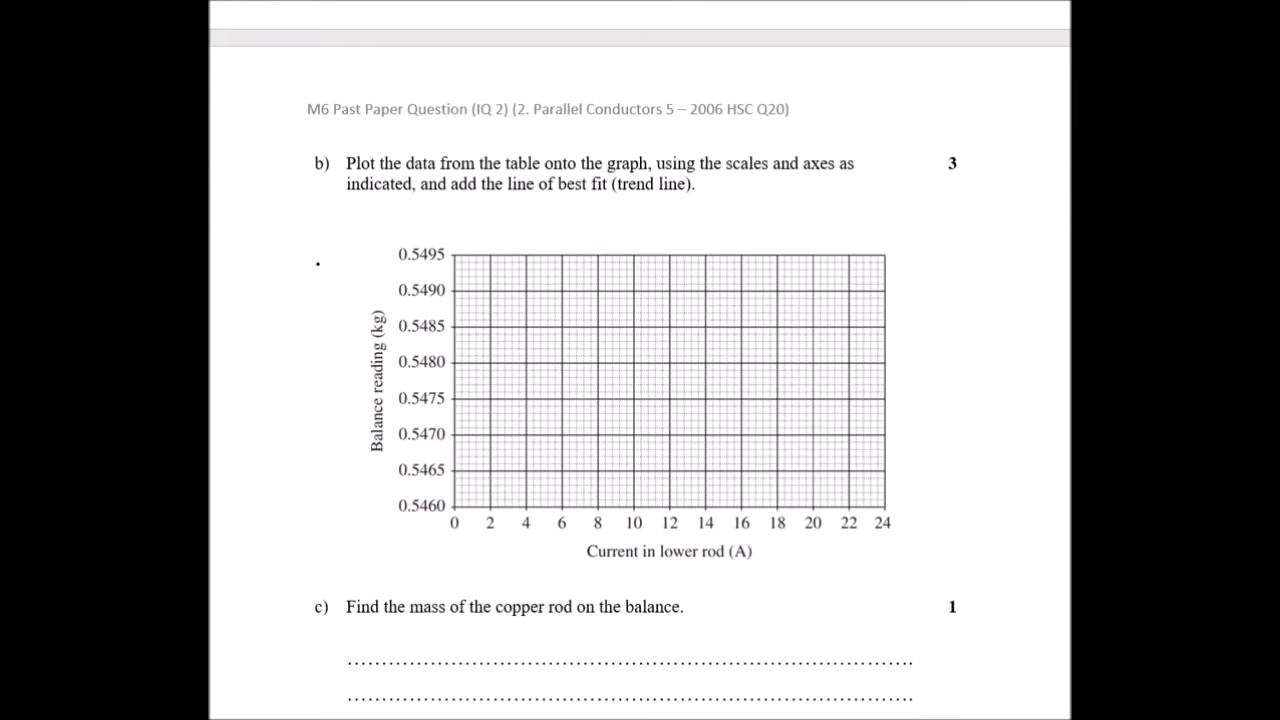 M6 Past Paper Question (IQ 2) (2. Parallel Conductors 5 – 2006 HSC Q20)
b) Plot the data from the table onto the graph, using the scales and axes as 3
indicated, and add the line of best fit (trend line).
0.5495
0.5490
0.5485
0.5480
0.5475
0.5470
0.5465
0.5460
Balance reading (kg)
0 2 4 6 8 10 12 14 16 18 20 22 24
Current in lower rod (A)
c) Find the mass of the copper rod on the balance. 1